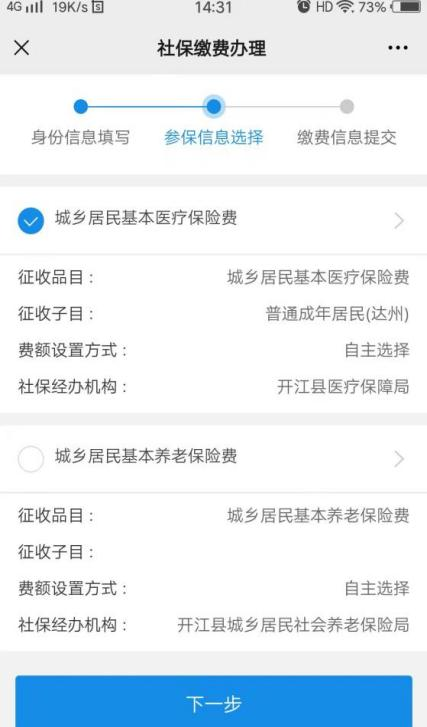 4G 19K/s 14:31 HD 73%
社保缴费办理
身份信息填写 参保信息选择 缴费信息提交
城乡居民基本医疗保险费
征收品目： 城乡居民基本医疗保险费
征收子目： 普通成年居民(达州)
费额设置方式： 自主选择
社保经办机构： 开江县医疗保障局
城乡居民基本养老保险费
征收品目： 城乡居民基本养老保险费
征收子目：
费额设置方式： 自主选择
社保经办机构： 开江县城乡居民社会养老保险局
下一步